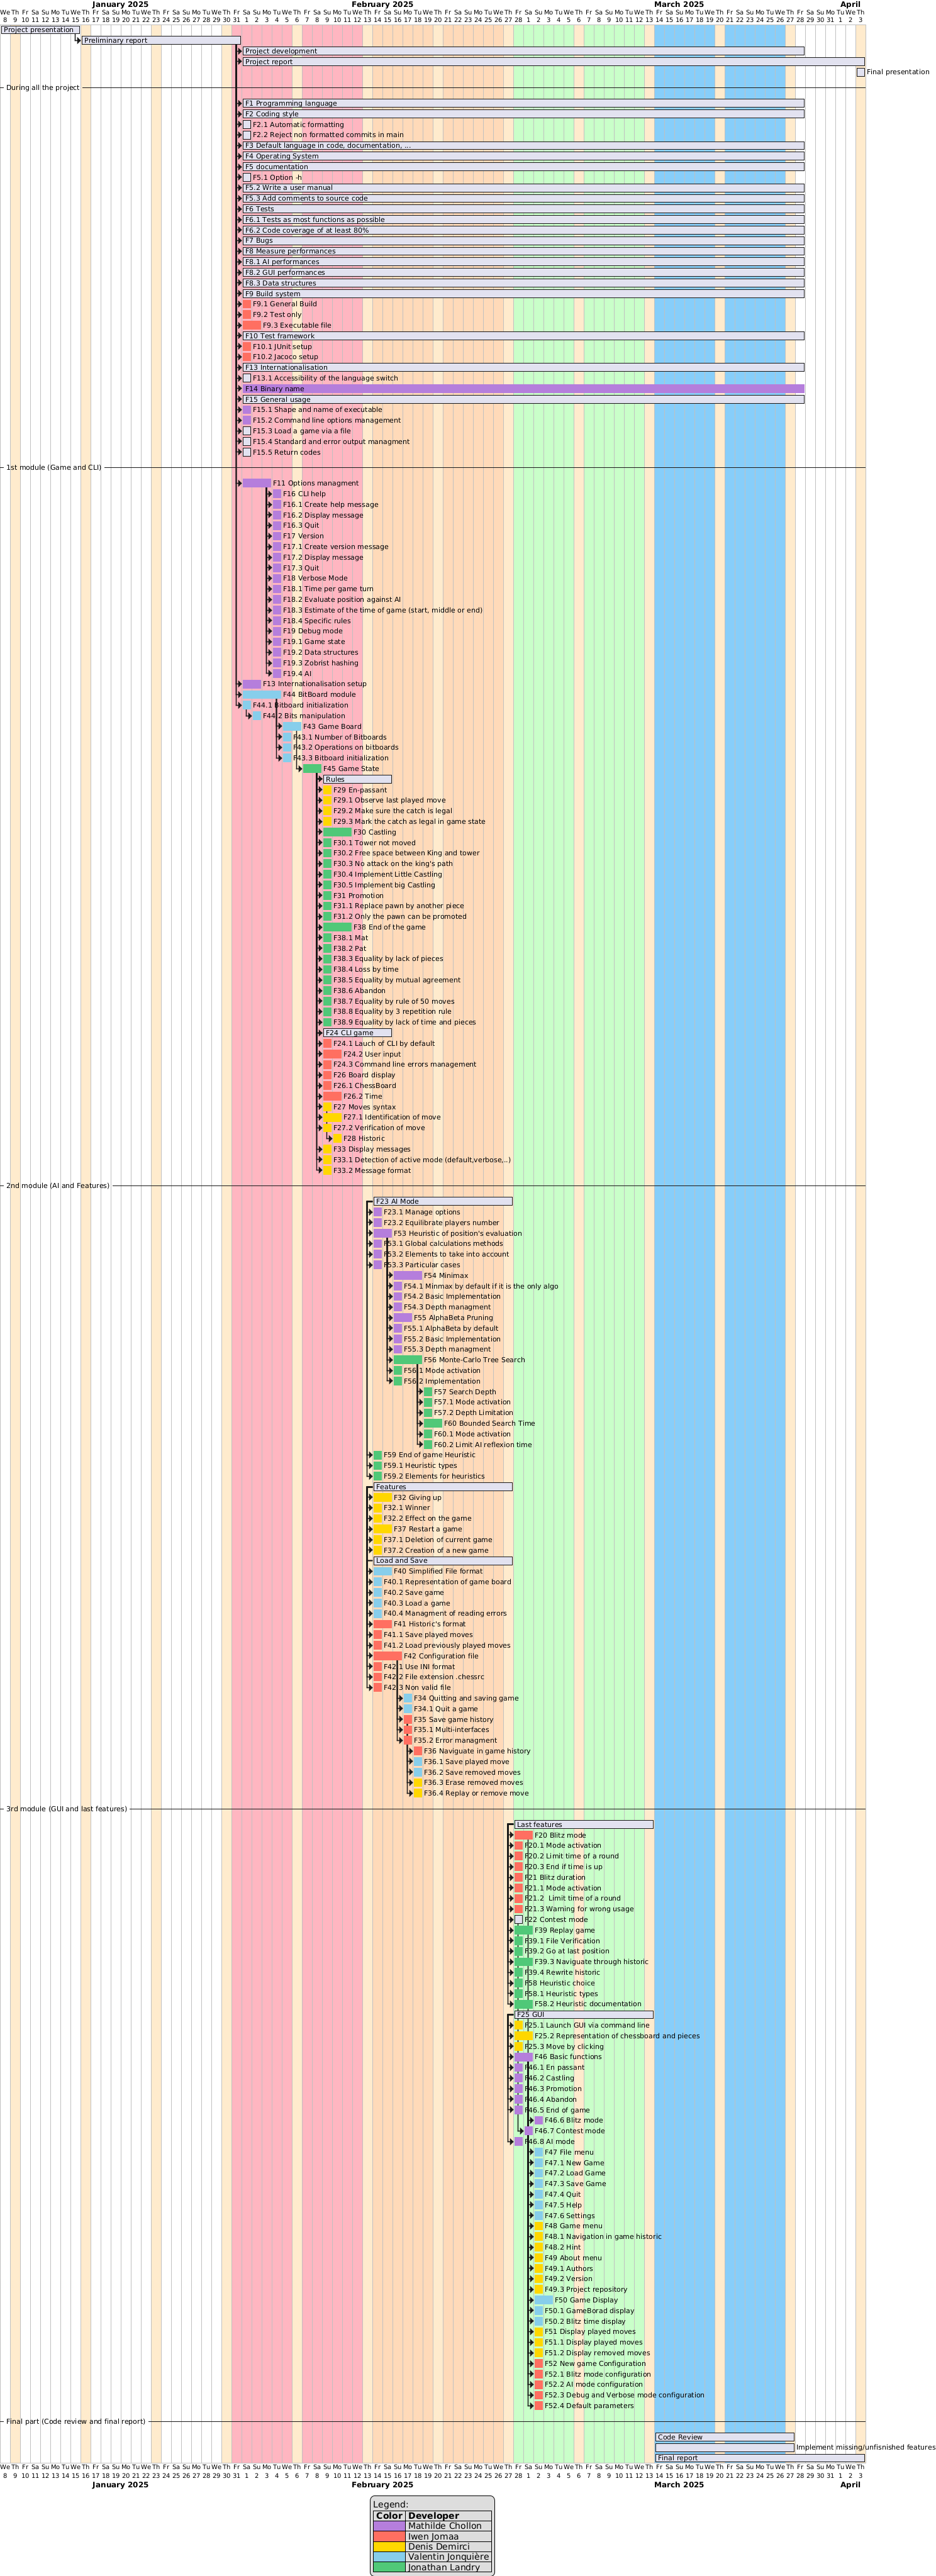 January 2025 February 2025 March 2025 April
We Th Fr Sa Su Mo Tu We Th Fr Sa Su Mo Tu We Th Fr Sa Su Mo Tu We Th Fr Sa Su Mo Tu We Th Fr Sa Su Mo Tu We Th Fr Sa Su Mo Tu We Th Fr Sa Su Mo Tu We Th Fr Sa Su Mo Tu We Th Fr Sa Su Mo Tu We Th Fr Sa Su Mo Tu We Th Fr Sa Su Mo Tu We Th Fr Sa Su Mo Tu We Th
8 9 10 11 12 13 14 15 16 17 18 19 20 21 22 23 24 25 26 27 28 29 30 31 1 2 3 4 5 6 7 8 9 10 11 12 13 14 15 16 17 18 19 20 21 22 23 24 25 26 27 28 1 2 3 4 5 6 7 8 9 10 11 12 13 14 15 16 17 18 19 20 21 22 23 24 25 26 27 28 29 30 31 1 2 3
Project presentation
Preliminary report
Project development
Project report
Final presentation
During all the project
F1 Programming language
F2 Coding style
F2.1 Automatic formatting
F2.2 Reject non formatted commits in main
F3 Default language in code, documentation, ...
F4 Operating System
F5 documentation
F5.1 Option -h
F5.2 Write a user manual
F5.3 Add comments to source code
F6 Tests
F6.1 Tests as most functions as possible
F6.2 Code coverage of at least 80%
F7 Bugs
F8 Measure performances
F8.1 AI performances
F8.2 GUI performances
F8.3 Data structures
F9 Build system
F9.1 General Build
F9.2 Test only
F9.3 Executable file
F10 Test framework
F10.1 JUnit setup
F10.2 Jacoco setup
F13 Internationalisation
F13.1 Accessibility of the language switch
F14 Binary name
F15 General usage
F15.1 Shape and name of executable
F15.2 Command line options management
F15.3 Load a game via a file
F15.4 Standard and error output managment
F15.5 Return codes
1st module (Game and CLI)
F11 Options managment
F16 CLI help
F16.1 Create help message
F16.2 Display message
F16.3 Quit
F17 Version
F17.1 Create version message
F17.2 Display message
F17.3 Quit
F18 Verbose Mode
F18.1 Time per game turn
F18.2 Evaluate position against AI
F18.3 Estimate of the time of game (start, middle or end)
F18.4 Specific rules
F19 Debug mode
F19.1 Game state
F19.2 Data structures
F19.3 Zobrist hashing
F19.4 AI
F13 Internationalisation setup
F44 BitBoard module
F44.1 Bitboard initialization
F44.2 Bits manipulation
F43 Game Board
F43.1 Number of Bitboards
F43.2 Operations on bitboards
F43.3 Bitboard initialization
F45 Game State
Rules
F29 En-passant
F29.1 Observe last played move
F29.2 Make sure the catch is legal
F29.3 Mark the catch as legal in game state
F30 Castling
F30.1 Tower not moved
F30.2 Free space between King and tower
F30.3 No attack on the king's path
F30.4 Implement Little Castling
F30.5 Implement big Castling
F31 Promotion
F31.1 Replace pawn by another piece
F31.2 Only the pawn can be promoted
F38 End of the game
F38.1 Mat
F38.2 Pat
F38.3 Equality by lack of pieces
F38.4 Loss by time
F38.5 Equality by mutual agreement
F38.6 Abandon
F38.7 Equality by rule of 50 moves
F38.8 Equality by 3 repetition rule
F38.9 Equality by lack of time and pieces
F24 CLI game
F24.1 Lauch of CLI by default
F24.2 User input
F24.3 Command line errors management
F26 Board display
F26.1 ChessBoard
F26.2 Time
F27 Moves syntax
F27.1 Identification of move
F27.2 Verification of move
F28 Historic
F33 Display messages
F33.1 Detection of active mode (default,verbose,..)
F33.2 Message format
2nd module (AI and Features)
F23 AI Mode
F23.1 Manage options
F23.2 Equilibrate players number
F53 Heuristic of position's evaluation
F53.1 Global calculations methods
F53.2 Elements to take into account
F53.3 Particular cases
F54 Minimax
F54.1 Minmax by default if it is the only algo
F54.2 Basic Implementation
F54.3 Depth managment
F55 AlphaBeta Pruning
F55.1 AlphaBeta by default
F55.2 Basic Implementation
F55.3 Depth managment
F56 Monte-Carlo Tree Search
F56.1 Mode activation
F56.2 Implementation
F57 Search Depth
F57.1 Mode activation
F57.2 Depth Limitation
F60 Bounded Search Time
F60.1 Mode activation
F60.2 Limit AI reflexion time
F59 End of game Heuristic
F59.1 Heuristic types
F59.2 Elements for heuristics
Features
F32 Giving up
F32.1 Winner
F32.2 Effect on the game
F37 Restart a game
F37.1 Deletion of current game
F37.2 Creation of a new game
Load and Save
F40 Simplified File format
F40.1 Representation of game board
F40.2 Save game
F40.3 Load a game
F40.4 Managment of reading errors
F41 Historic's format
F41.1 Save played moves
F41.2 Load previously played moves
F42 Configuration file
F42.1 Use INI format
F42.2 File extension .chessrc
F42.3 Non valid file
F34 Quitting and saving game
F34.1 Quit a game
F35 Save game history
F35.1 Multi-interfaces
F35.2 Error managment
F36 Naviguate in game history
F36.1 Save played move
F36.2 Save removed moves
F36.3 Erase removed moves
F36.4 Replay or remove move
3rd module (GUI and last features)
Last features
F20 Blitz mode
F20.1 Mode activation
F20.2 Limit time of a round
F20.3 End if time is up
F21 Blitz duration
F21.1 Mode activation
F21.2 Limit time of a round
F21.3 Warning for wrong usage
F22 Contest mode
F39 Replay game
F39.1 File Verification
F39.2 Go at last position
F39.3 Naviguate through historic
F39.4 Rewrite historic
F58 Heuristic choice
F58.1 Heuristic types
F58.2 Heuristic documentation
F25 GUI
F25.1 Launch GUI via command line
F25.2 Representation of chessboard and pieces
F25.3 Move by clicking
F46 Basic functions
F46.1 En passant
F46.2 Castling
F46.3 Promotion
F46.4 Abandon
F46.5 End of game
F46.6 Blitz mode
F46.7 Contest mode
F46.8 AI mode
F47 File menu
F47.1 New Game
F47.2 Load Game
F47.3 Save Game
F47.4 Quit
F47.5 Help
F47.6 Settings
F48 Game menu
F48.1 Navigation in game historic
F48.2 Hint
F49 About menu
F49.1 Authors
F49.2 Version
F49.3 Project repository
F50 Game Display
F50.1 GameBorad display
F50.2 Blitz time display
F51 Display played moves
F51.1 Display played moves
F51.2 Display removed moves
F52 New game Configuration
F52.1 Blitz mode configuration
F52.2 AI mode configuration
F52.3 Debug and Verbose mode configuration
F52.4 Default parameters
Final part (Code review and final report)
Code Review
Implement missing/unfisnished features
Final report
We Th Fr Sa Su Mo Tu We Th Fr Sa Su Mo Tu We Th Fr Sa Su Mo Tu We Th Fr Sa Su Mo Tu We Th Fr Sa Su Mo Tu We Th Fr Sa Su Mo Tu We Th Fr Sa Su Mo Tu We Th Fr Sa Su Mo Tu We Th Fr Sa Su Mo Tu We Th Fr Sa Su Mo Tu We Th Fr Sa Su Mo Tu We Th Fr Sa Su Mo Tu We Th
8 9 10 11 12 13 14 15 16 17 18 19 20 21 22 23 24 25 26 27 28 29 30 31 1 2 3 4 5 6 7 8 9 10 11 12 13 14 15 16 17 18 19 20 21 22 23 24 25 26 27 28 1 2 3 4 5 6 7 8 9 10 11 12 13 14 15 16 17 18 19 20 21 22 23 24 25 26 27 28 29 30 31 1 2 3
January 2025 February 2025 March 2025 April
Legend:
Color Developer
Mathilde Chollon
Iwen Jomaa
Denis Demirci
Valentin Jonquière
Jonathan Landry